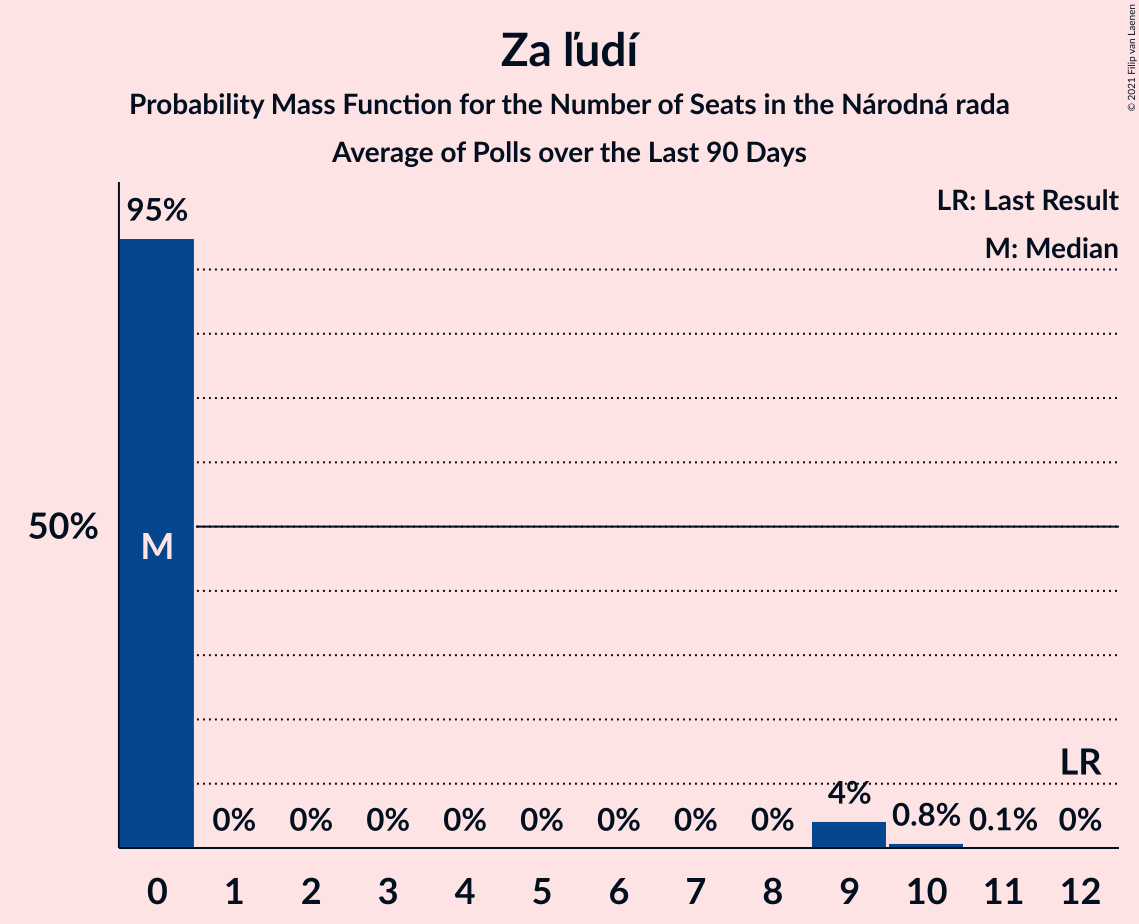 Za ľudí
Probability Mass Function for the Number of Seats in the Národná rada
Average of Polls over the Last 90 Days
© 2021 Filip van Laenen
LR: Last Result
M: Median
95%
50%
M
LR
0% 0% 0% 0% 0% 0% 0% 0% 4% 0.8% 0.1% 0%
0 1 2 3 4 5 6 7 8 9 10 11 12